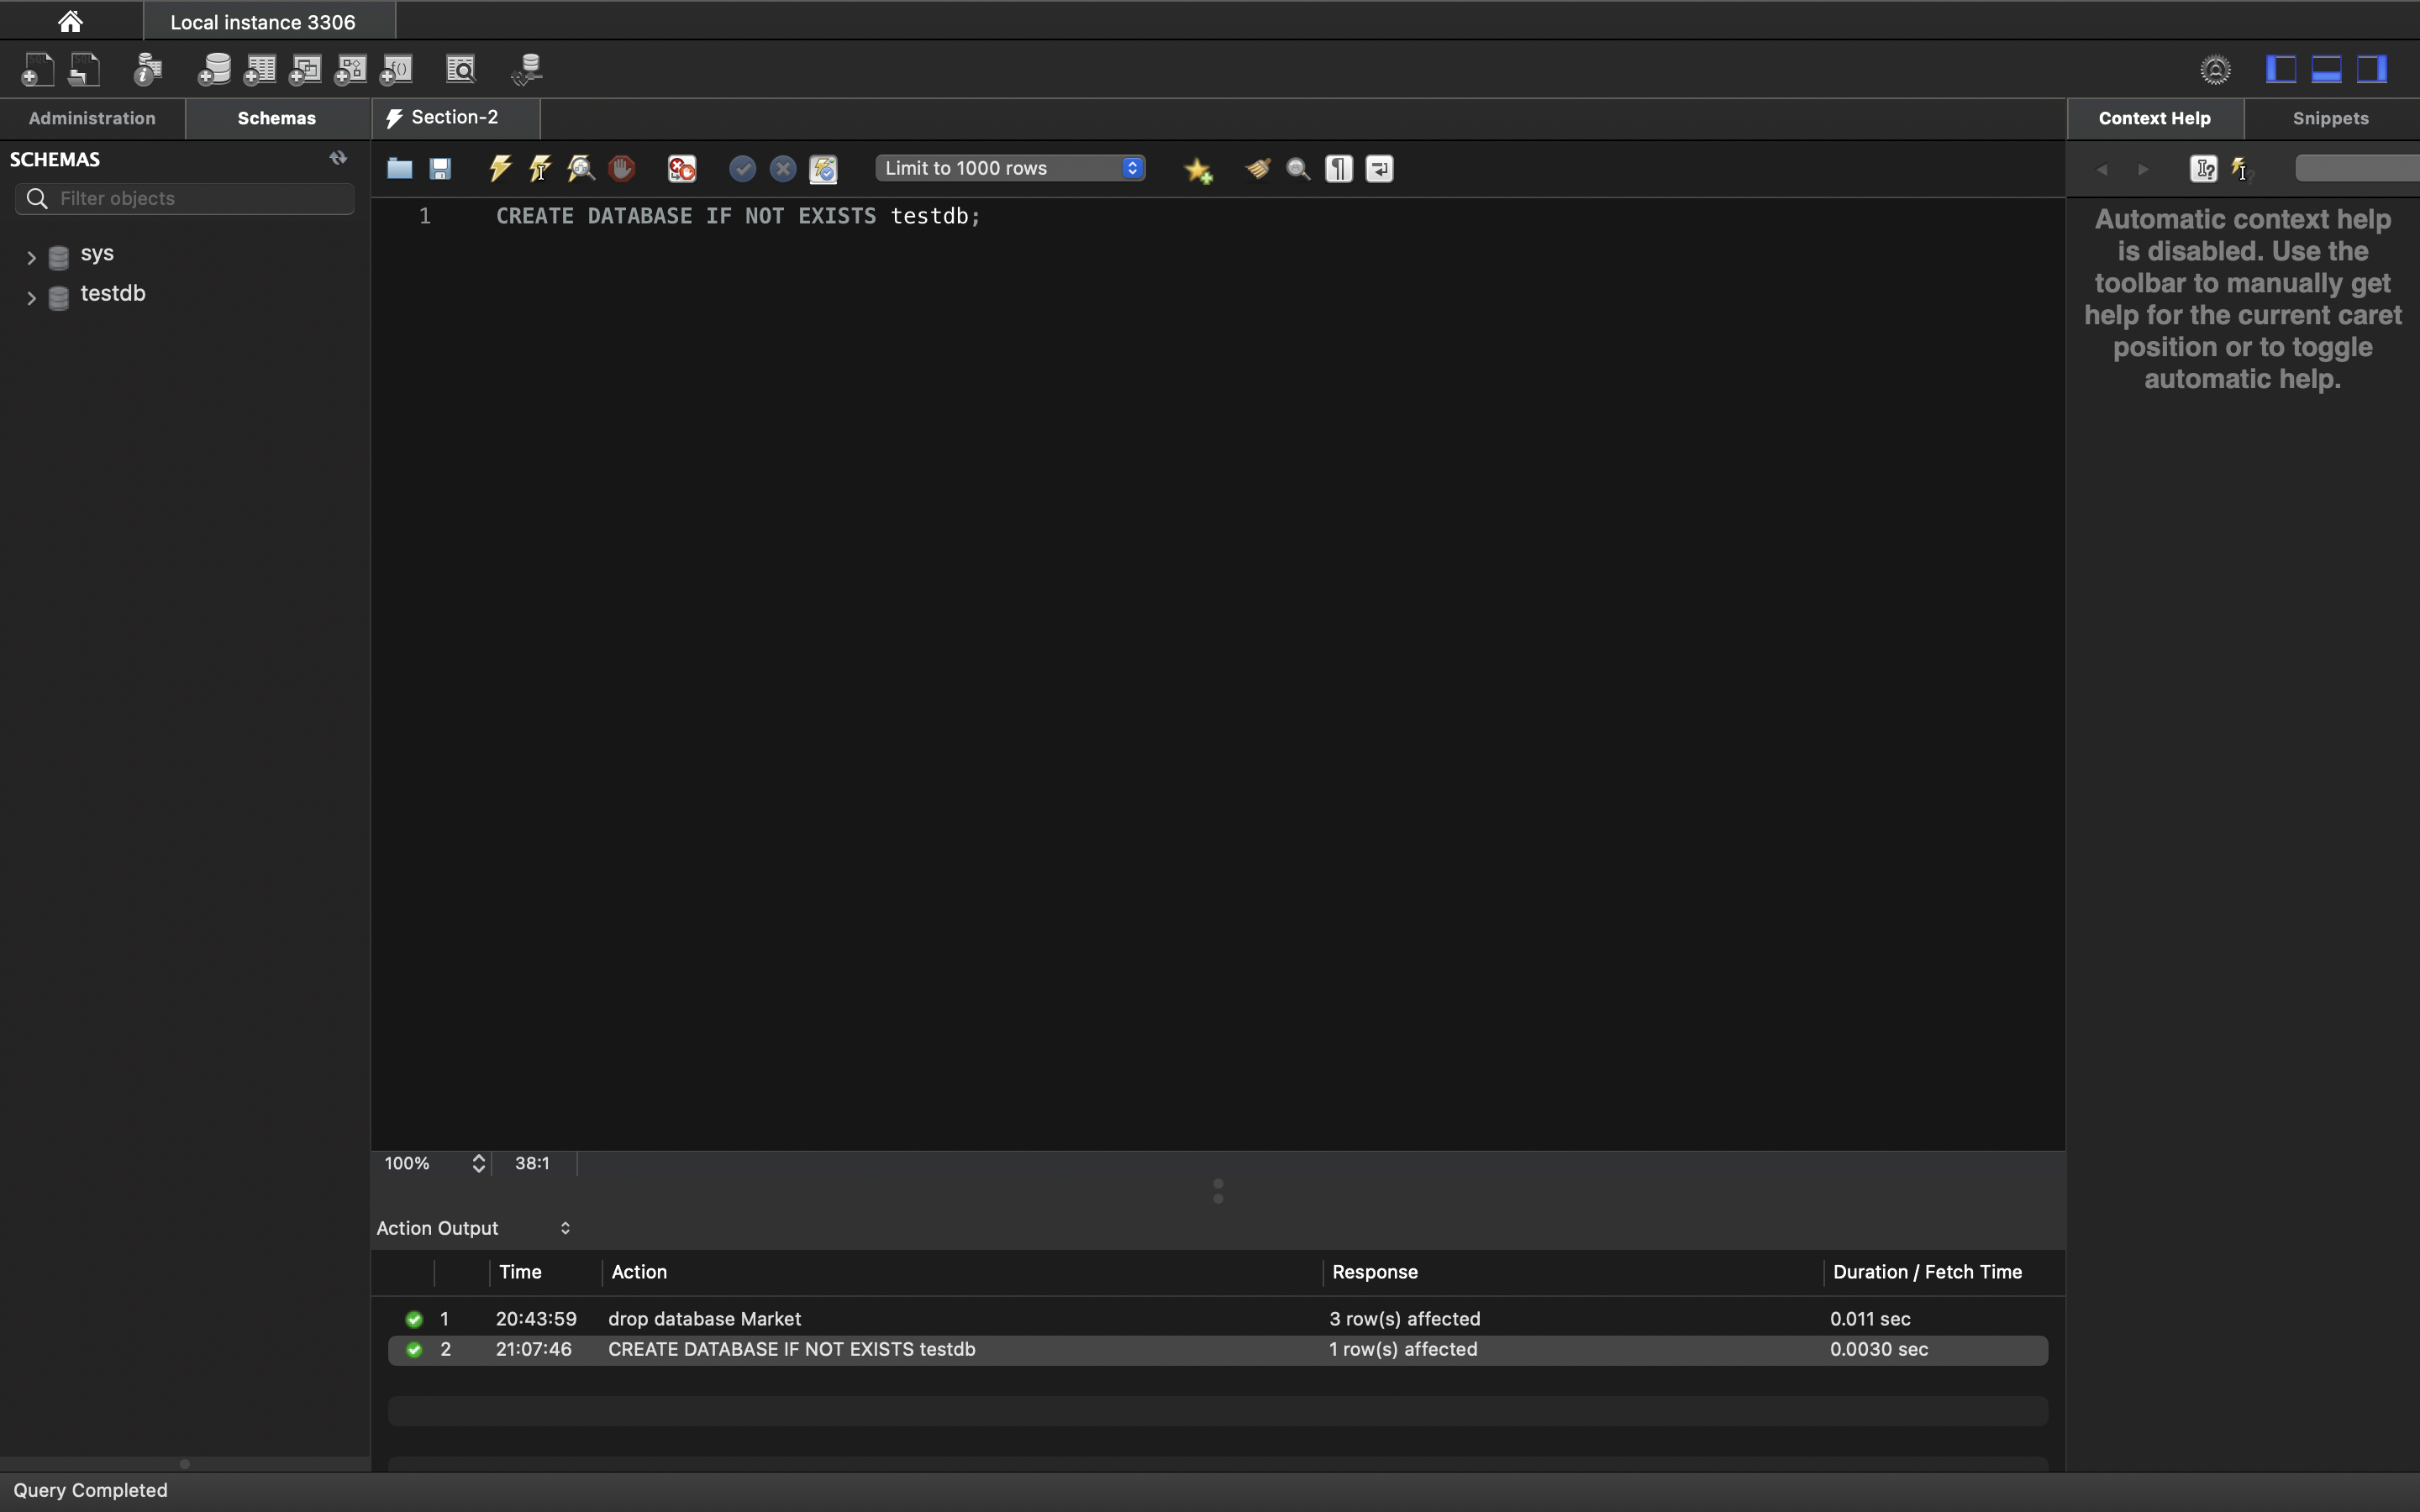 Local instance 3306
Administration
Schemas
Section-2
Context Help
Snippets
SCHEMAS
Filter objects
sys
testdb
Limit to 1000 rows
1 CREATE DATABASE IF NOT EXISTS testdb;
Automatic context help
is disabled. Use the
toolbar to manually get
help for the current caret
position or to toggle
automatic help.
100% 38:1
Action Output
Time Action Response Duration / Fetch Time
1 20:43:59 drop database Market 3 row(s) affected 0.011 sec
2 21:07:46 CREATE DATABASE IF NOT EXISTS testdb 1 row(s) affected 0.0030 sec
Query Completed